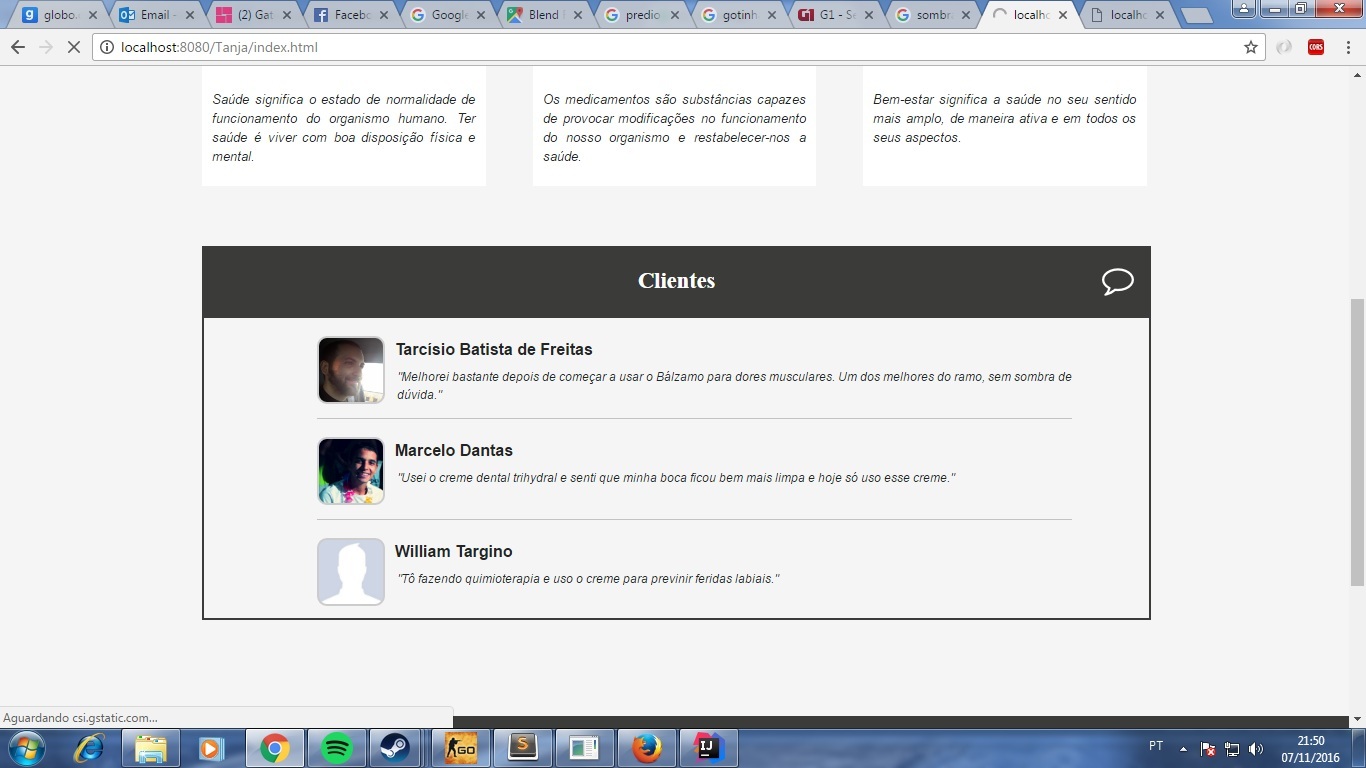 globo.
Email -
(2) Gat
Facebo
Google
Blend
predio
gotinh
G1 - Se
sombr
localho
localho
localhost:8080/Tanja/index.html
CORS
Saúde significa o estado de normalidade de
funcionamento do organismo humano. Ter
saúde é viver com boa disposição física e
mental.
Os medicamentos são substâncias capazes
de provocar modificações no funcionamento
do nosso organismo e restabelecer-nos a
saúde.
Bem-estar significa a saúde no seu sentido
mais amplo, de maneira ativa e em todos os
seus aspectos.
Clientes
Tarcísio Batista de Freitas
"Melhorei bastante depois de começar a usar o Bálzamo para dores musculares. Um dos melhores do ramo, sem sombra de
dúvida."
Marcelo Dantas
"Usei o creme dental trihydral e senti que minha boca ficou bem mais limpa e hoje só uso esse creme."
William Targino
"Tô fazendo quimioterapia e uso o creme para previnir feridas labiais."
Aguardando csi.gstatic.com...
GO
S
IJ
PT
21:50
07/11/2016